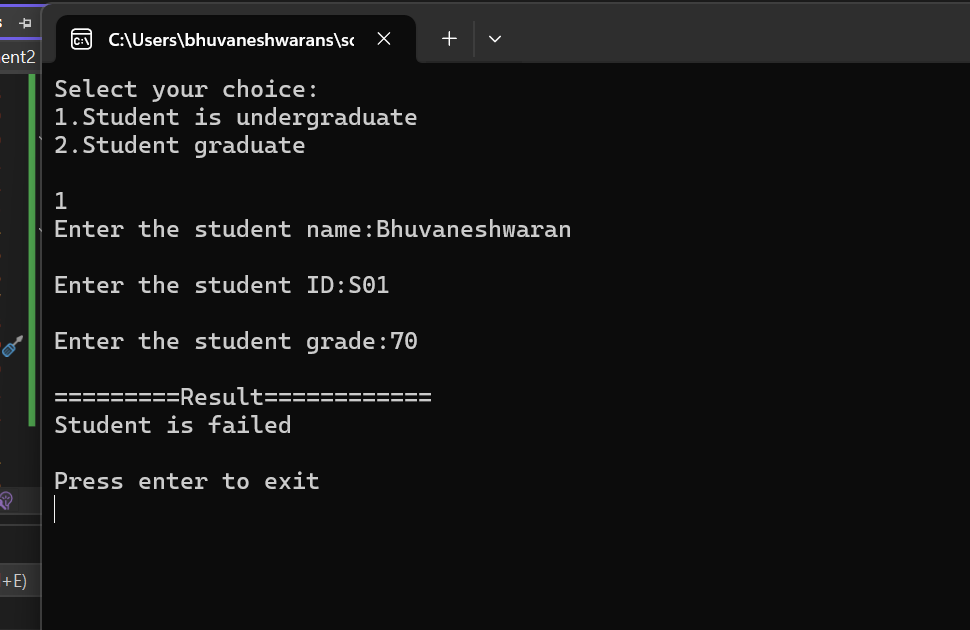 C:\Users\bhuvaneshwarans\sc
ent2
Select your choice:
1.Student is undergraduate
2.Student graduate
1
Enter the student name:Bhuvaneshwaran
Enter the student ID:S01
Enter the student grade:70
=========Result============
Student is failed
Press enter to exit
+E)